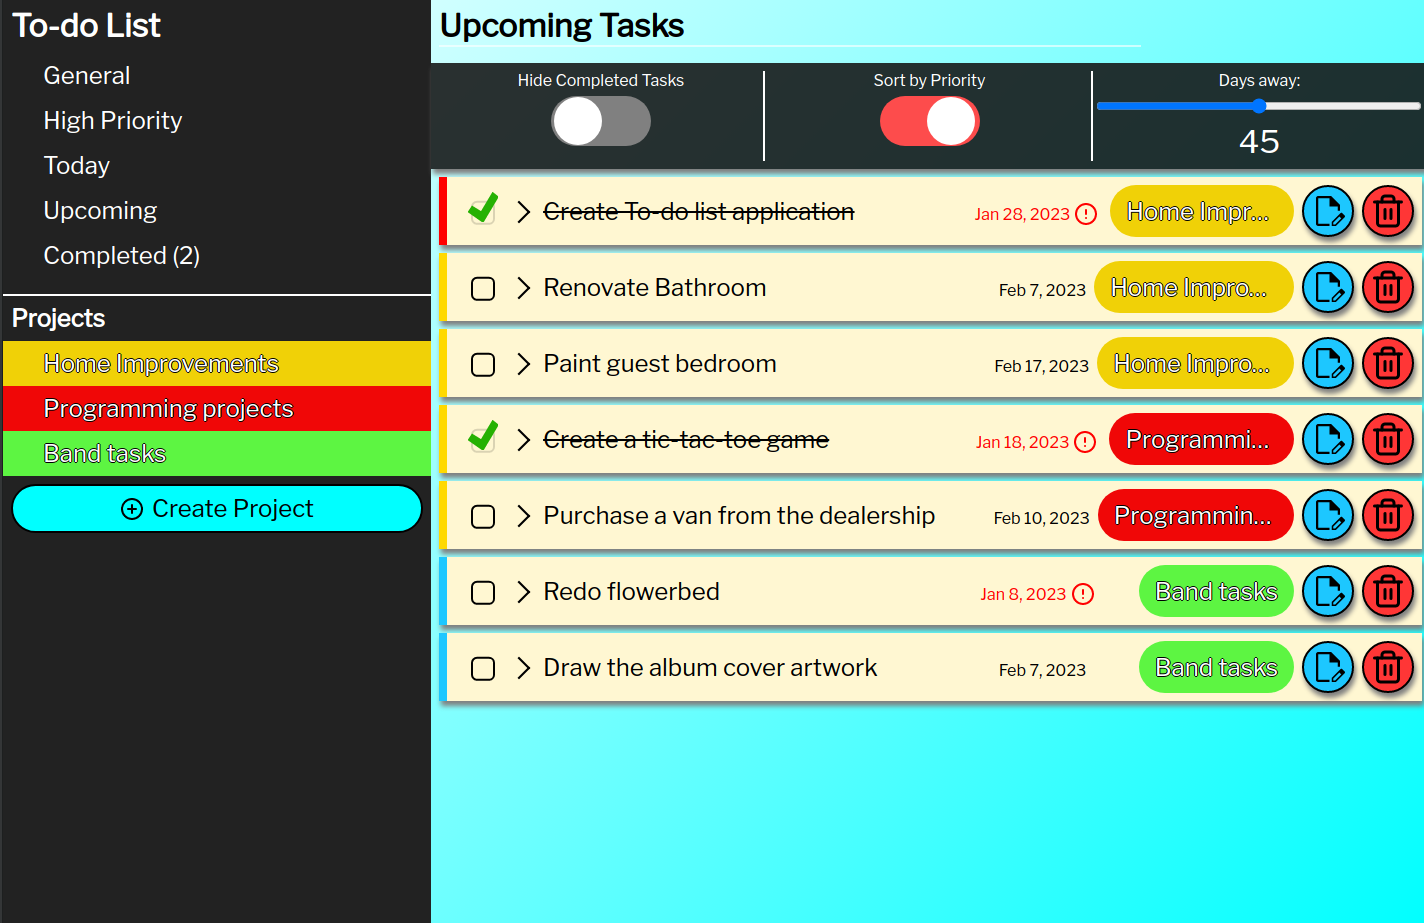 To-do List
General
High Priority
Today
Upcoming
Completed (2)
Projects
Home Improvements
Programming projects
Band tasks
Create Project
Upcoming Tasks
Hide Completed Tasks
Sort by Priority
Days away:
45
Create To-do list application Jan 28, 2023 Home Impr...
Renovate Bathroom Feb 7, 2023 Home Impro...
Paint guest bedroom Feb 17, 2023 Home Impro...
Create a tic-tac-toe game Jan 18, 2023 Programmi...
Purchase a van from the dealership Feb 10, 2023 Programmin...
Redo flowerbed Jan 8, 2023 Band tasks
Draw the album cover artwork Feb 7, 2023 Band tasks